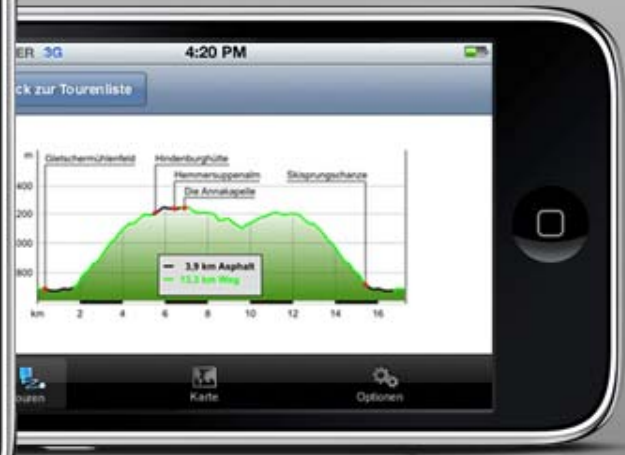 ER 3G 4:20 PM
ck zur Tourenliste
m
Gletschermühlenfeld Hindenburghütte
Hemmersuppenalm Skisprungschanze
Die Annakapelle
400
200
000
800
3,9 km Asphalt
13,3 km Weg
km 2 4 6 8 10 12 14 16
ouren Karte Optionen